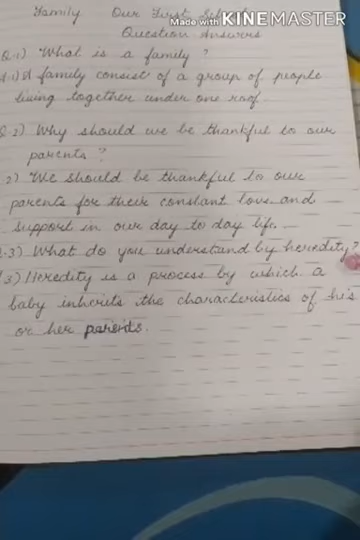 Made with KINEMASTER
Family Our First School
Question Answers
Q.1) What is a family ?
A.1) A family consist of a group of people
living together under one roof.
Q.2) Why should we be thankful to our
parents ?
2) We should be thankful to our
parents for their constant love and
support in our day to day life.
Q.3) What do you understand by heredity?
3) Heredity is a process by which a
baby inherits the characteristics of his
or her parents.